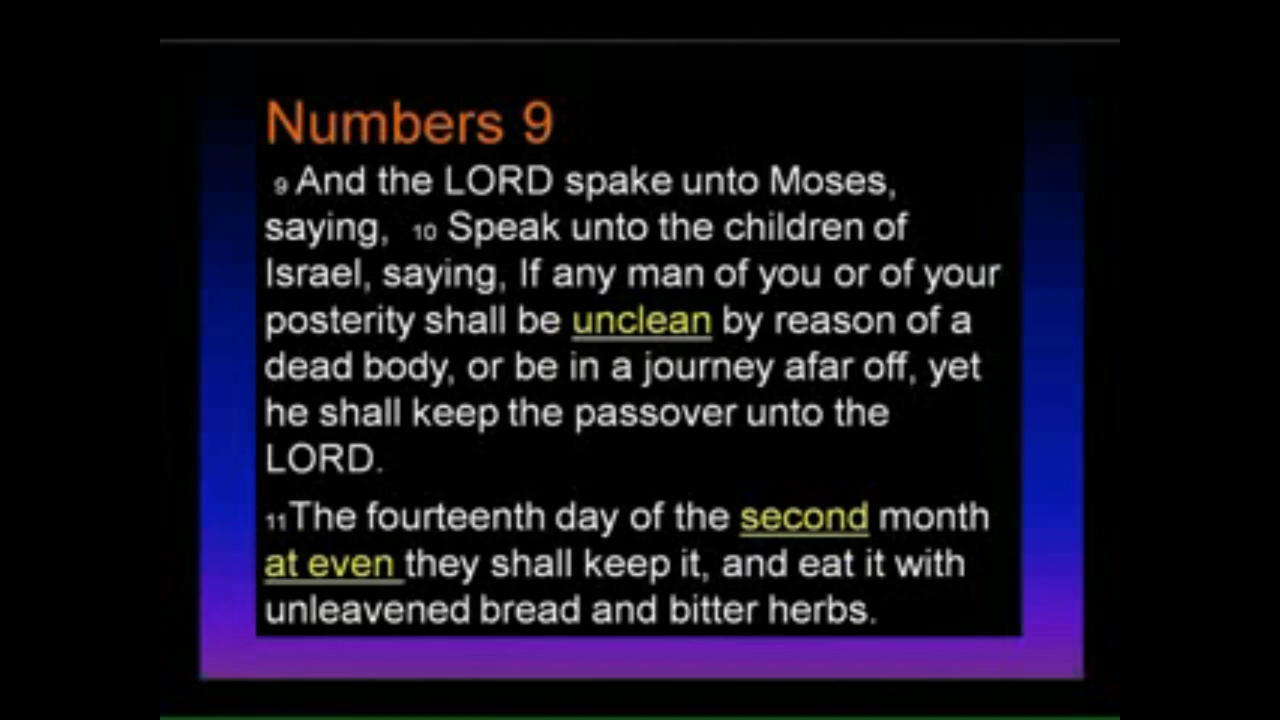 Numbers 9
9 And the LORD spake unto Moses,
saying, 10 Speak unto the children of
Israel, saying, If any man of you or of your
posterity shall be unclean by reason of a
dead body, or be in a journey afar off, yet
he shall keep the passover unto the
LORD.
11 The fourteenth day of the second month
at even they shall keep it, and eat it with
unleavened bread and bitter herbs.